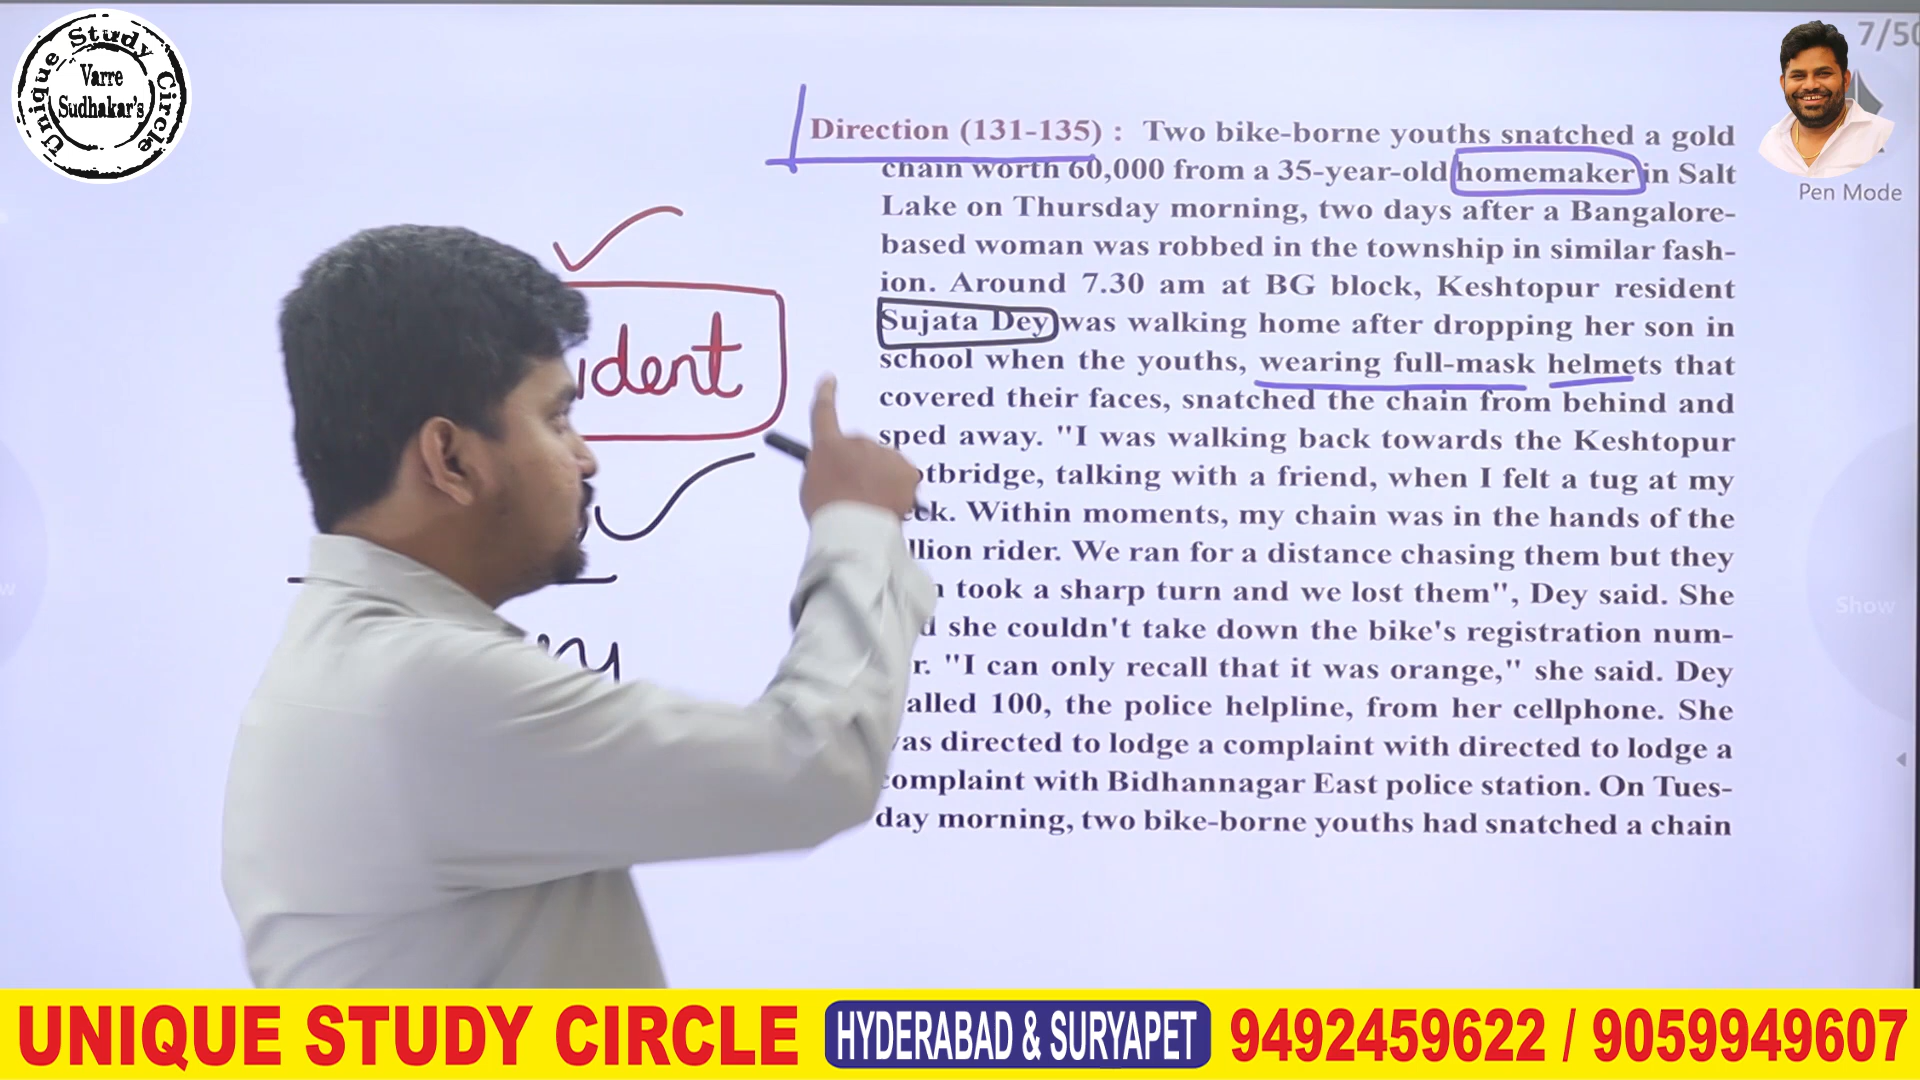 Unique Study Circle
Varre
Sudhakar's
7/50
Pen Mode
Direction (131-135) : Two bike-borne youths snatched a gold
chain worth 60,000 from a 35-year-old homemaker in Salt
Lake on Thursday morning, two days after a Bangalore-
based woman was robbed in the township in similar fash-
ion. Around 7.30 am at BG block, Keshtopur resident
Sujata Dey was walking home after dropping her son in
school when the youths, wearing full-mask helmets that
covered their faces, snatched the chain from behind and
sped away. "I was walking back towards the Keshtopur
otbridge, talking with a friend, when I felt a tug at my
eck. Within moments, my chain was in the hands of the
llion rider. We ran for a distance chasing them but they
took a sharp turn and we lost them", Dey said. She
she couldn't take down the bike's registration num-
r. "I can only recall that it was orange," she said. Dey
alled 100, the police helpline, from her cellphone. She
was directed to lodge a complaint with directed to lodge a
complaint with Bidhannagar East police station. On Tues-
day morning, two bike-borne youths had snatched a chain
ident
Show
UNIQUE STUDY CIRCLE HYDERABAD & SURYAPET 9492459622 / 9059949607